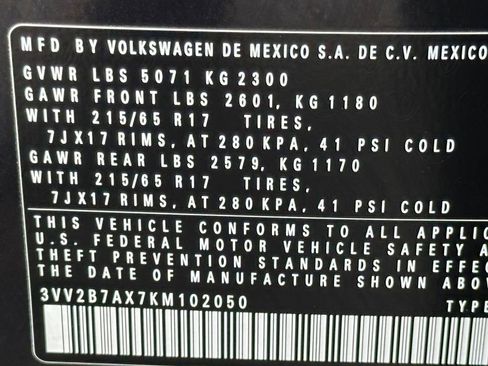 MFD BY VOLKSWAGEN DE MEXICO S.A. DE C.V. MEXICO
GVWR LBS 5071 KG 2300
GAWR FRONT LBS 2601, KG 1180
WITH 215/65 R17 TIRES,
7JX17 RIMS, AT 280 KPA, 41 PSI COLD
GAWR REAR LBS 2579, KG 1170
WITH 215/65 R17 TIRES,
7JX17 RIMS, AT 280 KPA, 41 PSI COLD
THIS VEHICLE CONFORMS TO ALL APPLIC
U.S. FEDERAL MOTOR VEHICLE SAFETY A
THEFT PREVENTION STANDARDS IN EFFEC
THE DATE OF MANUFACTURE SHOWN ABOV
3VV2B7AX7KM102050 TYPE